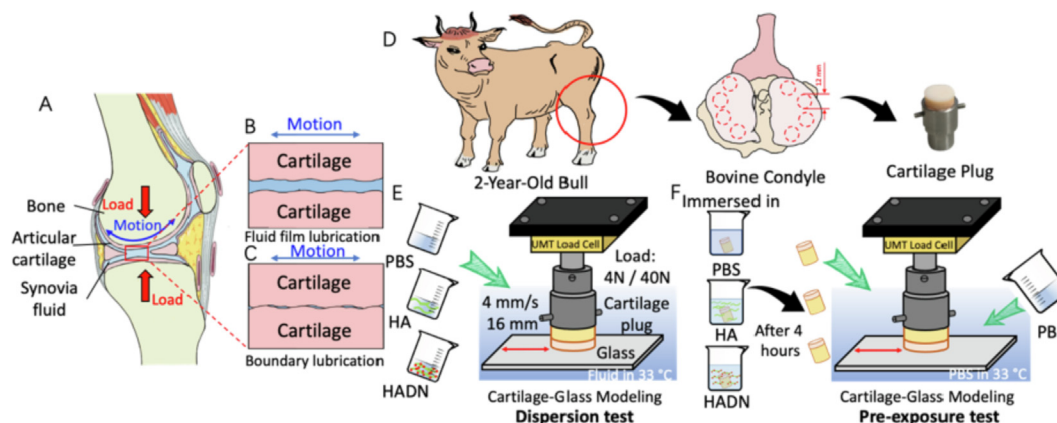 A
Load
Motion
Bone
Articular
cartilage
Synovia
fluid
Load
B
Motion
Cartilage
Cartilage
Fluid film lubrication
C
Motion
Cartilage
Cartilage
Boundary lubrication
D
2-Year-Old Bull
12 mm
Bovine Condyle
Cartilage Plug
E
PBS
HA
HADN
UMT Load Cell
Load:
4N / 40N
4 mm/s
16 mm
Cartilage
plug
Glass
Fluid in 33 °C
Cartilage-Glass Modeling
Dispersion test
F
Immersed in
PBS
HA
HADN
After 4
hours
UMT Load Cell
PB
PBS in 33 °C
Cartilage-Glass Modeling
Pre-exposure test